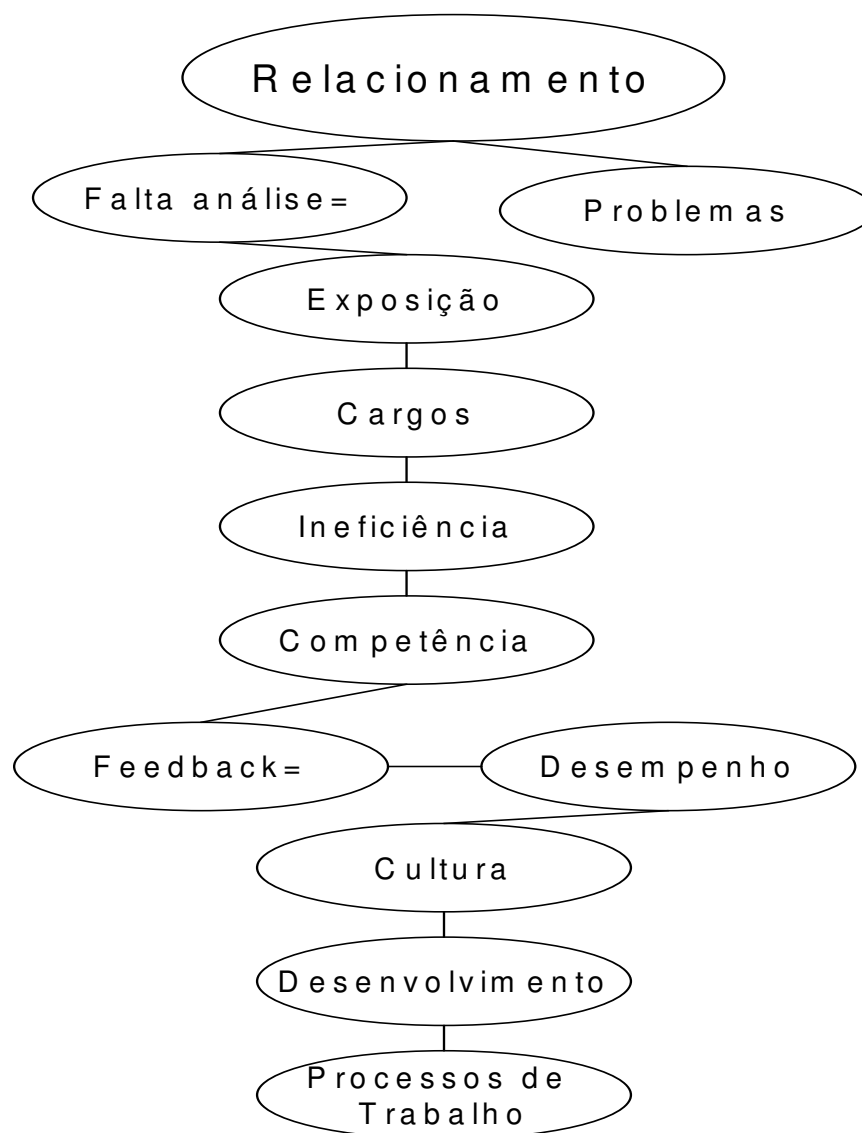 Relacionamento
Falta análise=
Problemas
Exposição
Cargos
Ineficiência
Competência
Feedback=
Desempenho
Cultura
Desenvolvimento
Processos de
Trabalho